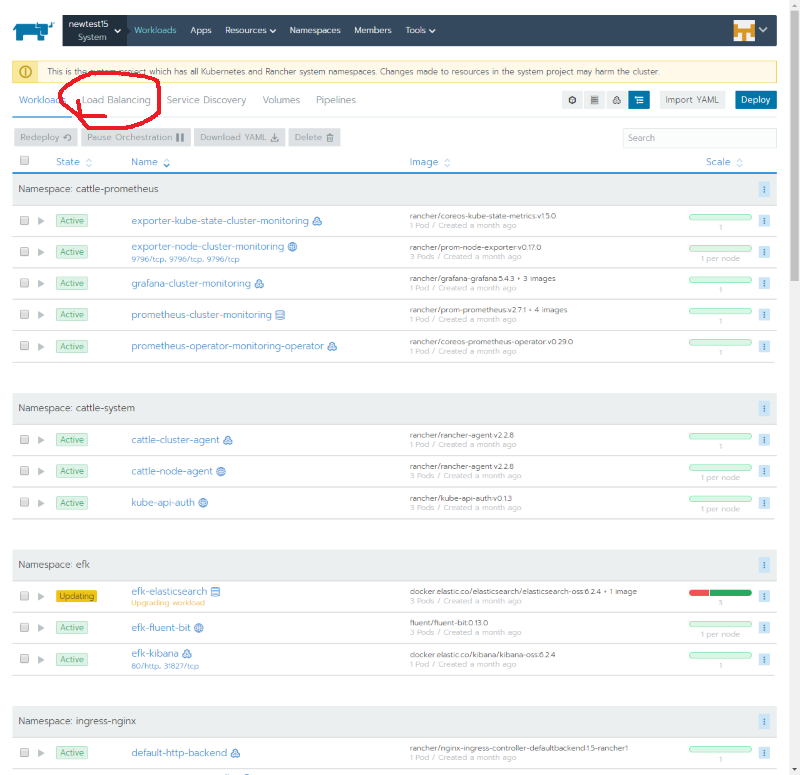 newtest15
System
Workloads Apps Resources Namespaces Members Tools
This is the system project which has all Kubernetes and Rancher system namespaces. Changes made to resources in the system project may harm the cluster.
Workloads Load Balancing Service Discovery Volumes Pipelines Import YAML Deploy
Redeploy Pause Orchestration Download YAML Delete Search
State Name Image Scale
Namespace: cattle-prometheus
Active exporter-kube-state-cluster-monitoring rancher/coreos-kube-state-metrics:v1.5.0
1 Pod / Created a month ago 1
Active exporter-node-cluster-monitoring rancher/prom-node-exporter:v0.17.0
9796/tcp, 9796/tcp, 9796/tcp 3 Pods / Created a month ago 1 per node
Active grafana-cluster-monitoring rancher/grafana-grafana:5.4.3 + 3 images
1 Pod / Created a month ago 1
Active prometheus-cluster-monitoring rancher/prom-prometheus:v2.7.1 + 4 images
1 Pod / Created a month ago 1
Active prometheus-operator-monitoring-operator rancher/coreos-prometheus-operator:v0.29.0
1 Pod / Created a month ago 1
Namespace: cattle-system
Active cattle-cluster-agent rancher/rancher-agent:v2.2.8
1 Pod / Created a month ago 1
Active cattle-node-agent rancher/rancher-agent:v2.2.8
3 Pods / Created a month ago 1 per node
Active kube-api-auth rancher/kube-api-auth:v0.1.3
3 Pods / Created a month ago 1 per node
Namespace: efk
Updating efk-elasticsearch docker.elastic.co/elasticsearch/elasticsearch-oss:6.2.4 + 1 image
Upgrading workload 3 Pods / Created a month ago 3
Active efk-fluent-bit fluent/fluent-bit:0.13.0
3 Pods / Created a month ago 1 per node
Active efk-kibana docker.elastic.co/kibana/kibana-oss:6.2.4
80/http, 31827/tcp 1 Pod / Created a month ago 1
Namespace: ingress-nginx
Active default-http-backend rancher/nginx-ingress-controller-defaultbackend:1.5-rancher1
1 Pod / Created a month ago 1